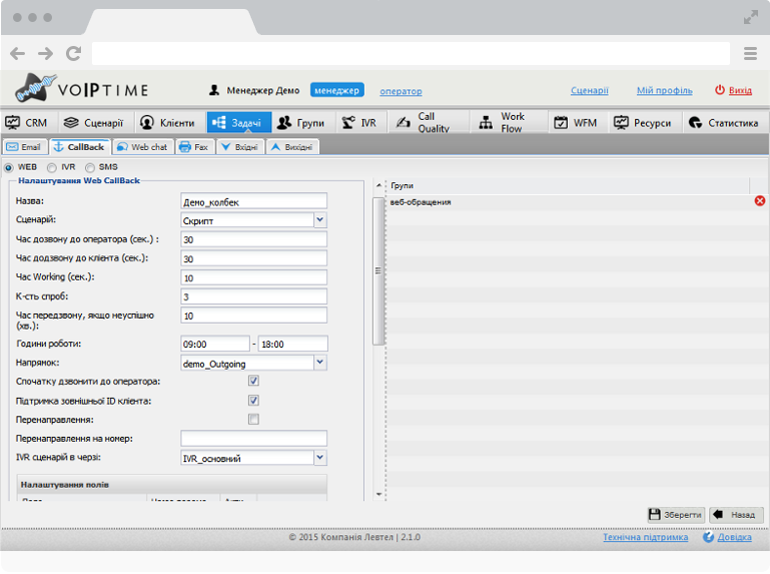 VOIPTIME
Менеджер Демо менеджер оператор Сценарії Мій профіль Вихід
CRM Сценарії Клієнти Задачі Групи IVR Call Quality Work Flow WFM Ресурси Статистика
Email CallBack Web chat Fax Вхідні Вихідні
WEB IVR SMS
Налаштування Web CallBack
Назва: Демо_колбек
Сценарій: Скрипт
Час дозвону до оператора (сек.) : 30
Час додзвону до клієнта (сек.): 30
Час Working (сек.): 10
К-сть спроб: 3
Час передзвону, якщо неуспішно (хв.): 10
Години роботи: 09:00 - 18:00
Напрянок: demo_Outgoing
Спочатку дзвонити до оператора:
Підтримка зовнішньої ID клієнта:
Перенаправлення:
Перенаправлення на номер:
IVR сценарій в черзі: IVR_основний
Налаштування полів
Групи
веб-обращения
Зберегти Назад
© 2015 Компанія Левтел | 2.1.0
Технічна підтримка Довідка